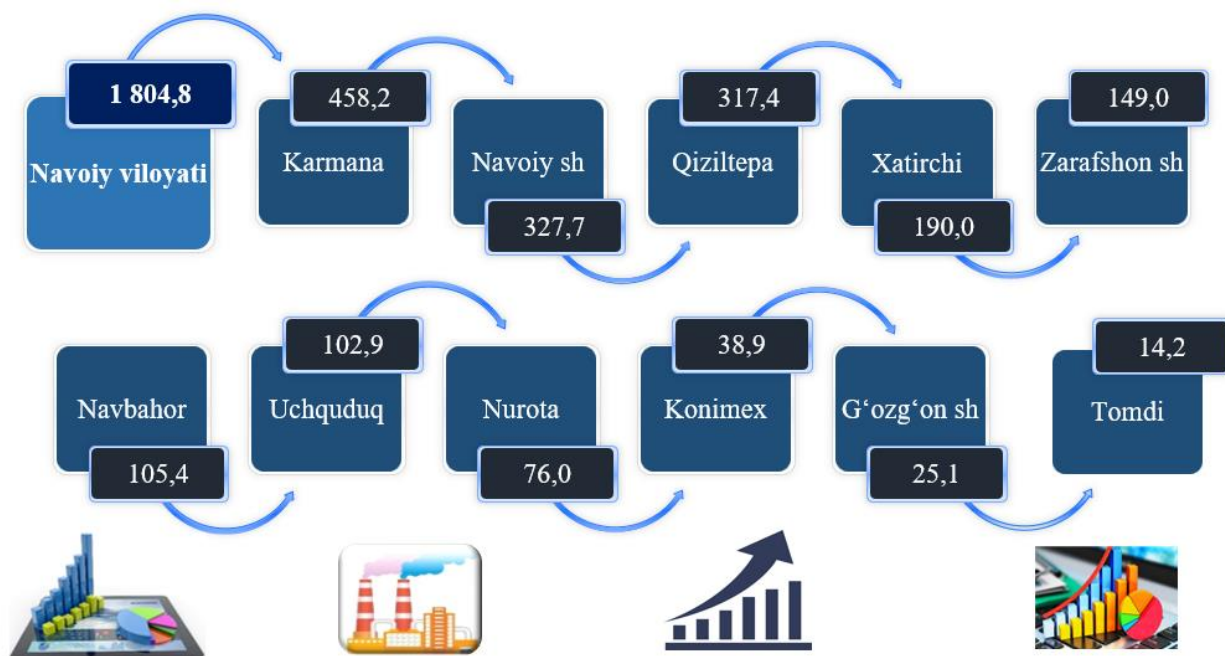 1 804,8
Navoiy viloyati
458,2
Karmana
Navoiy sh
327,7
317,4
Qiziltepa
Xatirchi
190,0
149,0
Zarafshon sh
Navbahor
105,4
102,9
Uchquduq
Nurota
76,0
38,9
Konimex
G‘ozg‘on sh
25,1
14,2
Tomdi